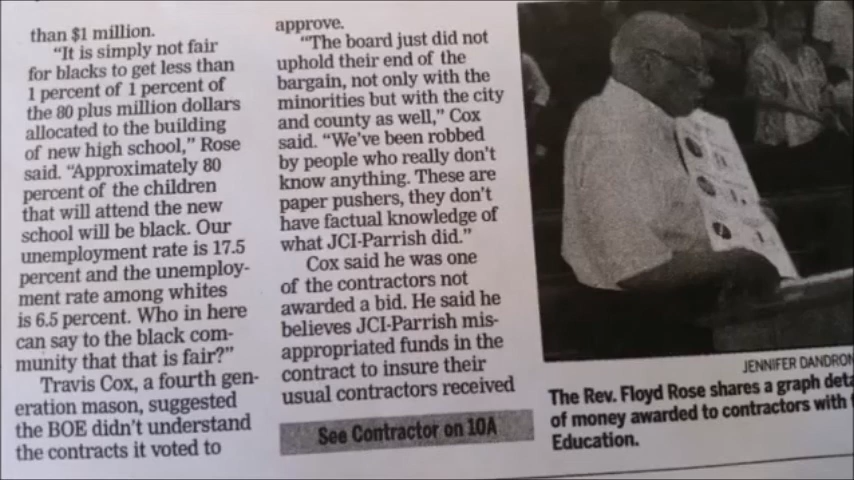 than $1 million.
"It is simply not fair
for blacks to get less than
1 percent of 1 percent of
the 80 plus million dollars
allocated to the building
of new high school," Rose
said. "Approximately 80
percent of the children
that will attend the new
school will be black. Our
unemployment rate is 17.5
percent and the unemploy-
ment rate among whites
is 6.5 percent. Who in here
can say to the black com-
munity that that is fair?"
Travis Cox, a fourth gen-
eration mason, suggested
the BOE didn't understand
the contracts it voted to
approve.
"The board just did not
uphold their end of the
bargain, not only with the
minorities but with the city
and county as well," Cox
said. "We've been robbed
by people who really don't
know anything. These are
paper pushers, they don't
have factual knowledge of
what JCI-Parrish did."
Cox said he was one
of the contractors not
awarded a bid. He said he
believes JCI-Parrish mis-
appropriated funds in the
contract to insure their
usual contractors received
See Contractor on 10A
JENNIFER DANDRON
The Rev. Floyd Rose shares a graph deta
of money awarded to contractors with
Education.